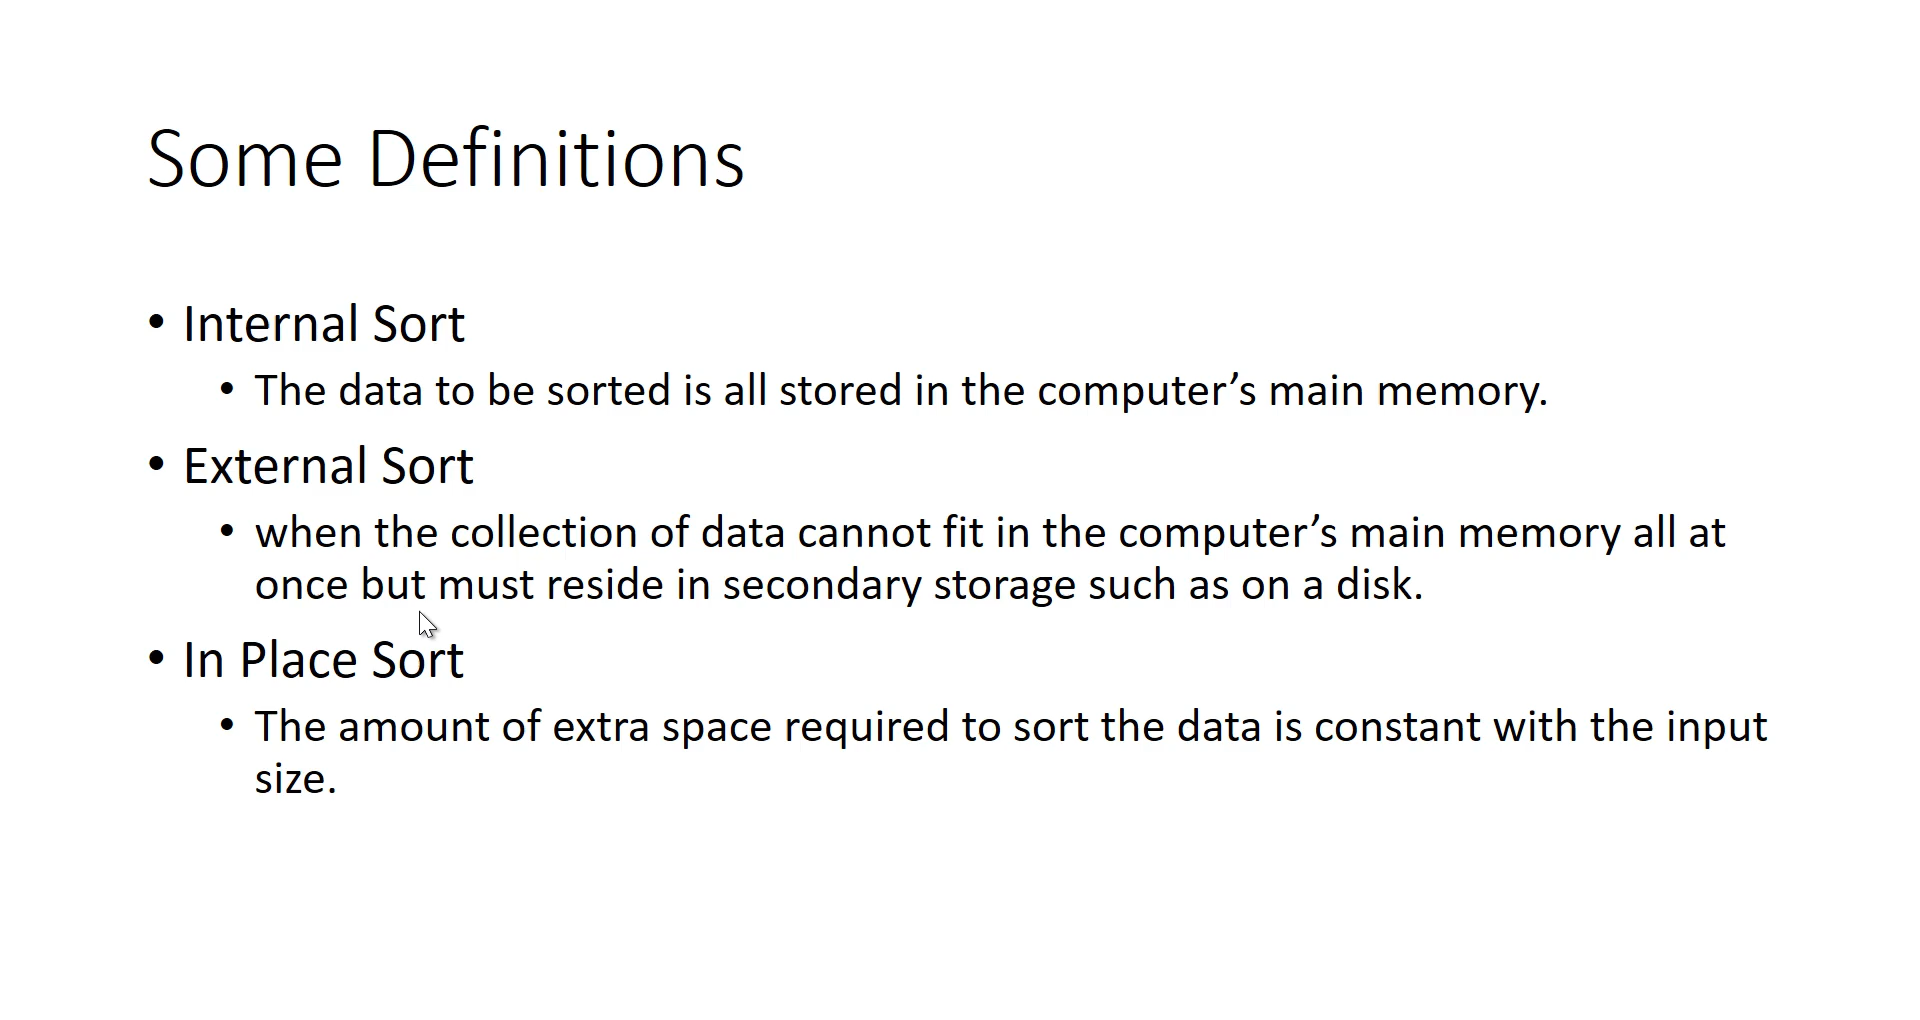 Some Definitions
• Internal Sort
• The data to be sorted is all stored in the computer’s main memory.
• External Sort
• when the collection of data cannot fit in the computer’s main memory all at
once but must reside in secondary storage such as on a disk.
• In Place Sort
• The amount of extra space required to sort the data is constant with the input
size.